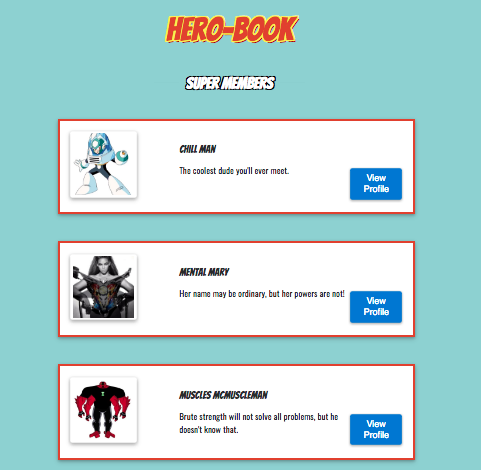 HERO-BOOK
SUPER MEMBERS
CHILL MAN
The coolest dude you'll ever meet.
View
Profile
MENTAL MARY
Her name may be ordinary, but her powers are not!
View
Profile
MUSCLES MCMUSCLEMAN
Brute strength will not solve all problems, but he
doesn't know that.
View
Profile